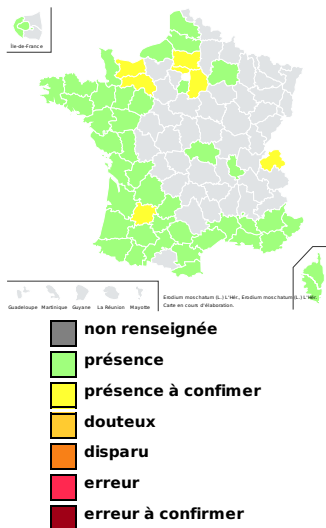 Île-de-France
Guadeloupe Martinique Guyane La Réunion Mayotte
Erodium moschatum (L.) L'Hér., Erodium moschatum (L.) L'Hér.
Carte en cours d'élaboration.
non renseignée
présence
présence à confimer
douteux
disparu
erreur
erreur à confirmer